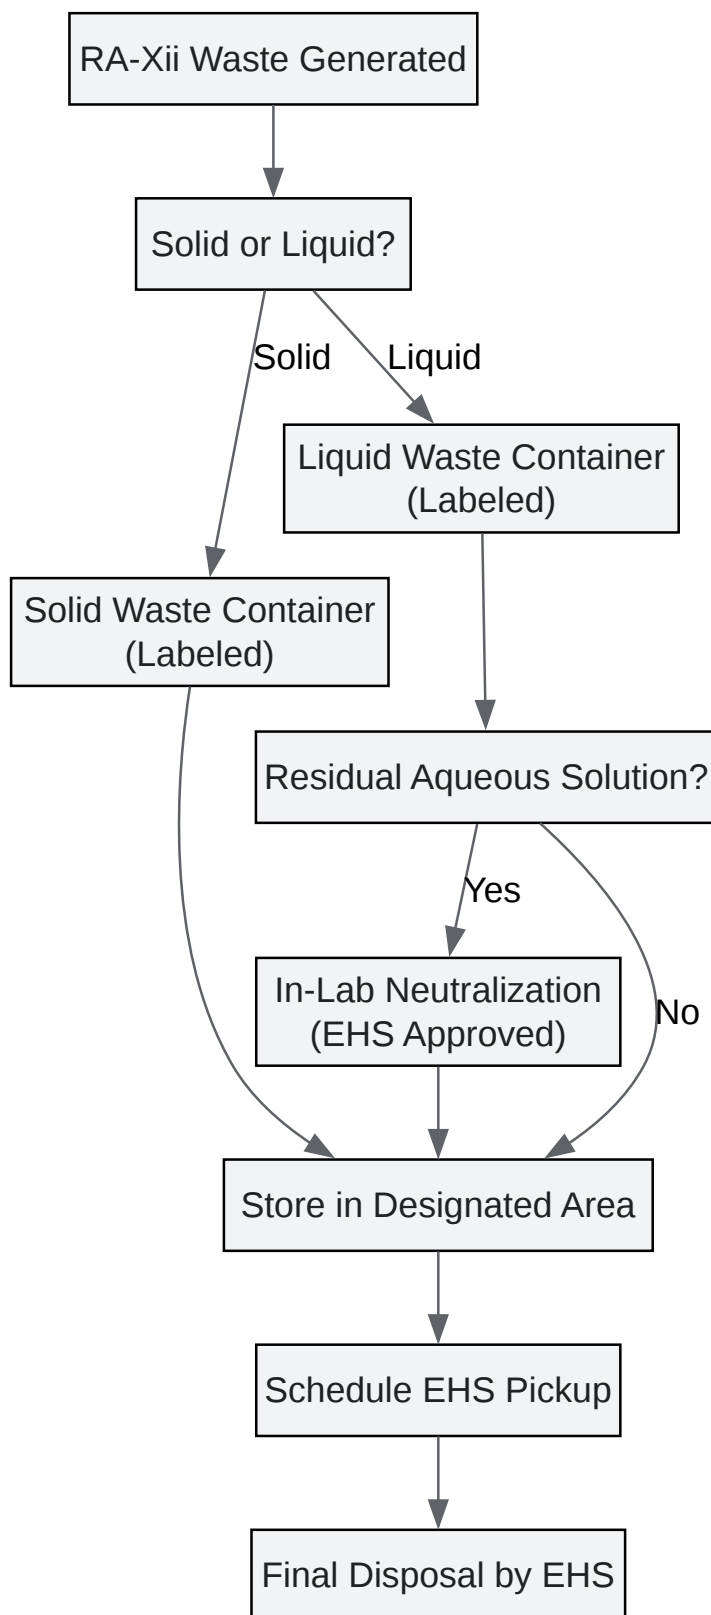 RA-Xii Waste Generated
Solid or Liquid?
Solid
Liquid
Liquid Waste Container
(Labeled)
Solid Waste Container
(Labeled)
Residual Aqueous Solution?
Yes
In-Lab Neutralization
(EHS Approved)
No
Store in Designated Area
Schedule EHS Pickup
Final Disposal by EHS